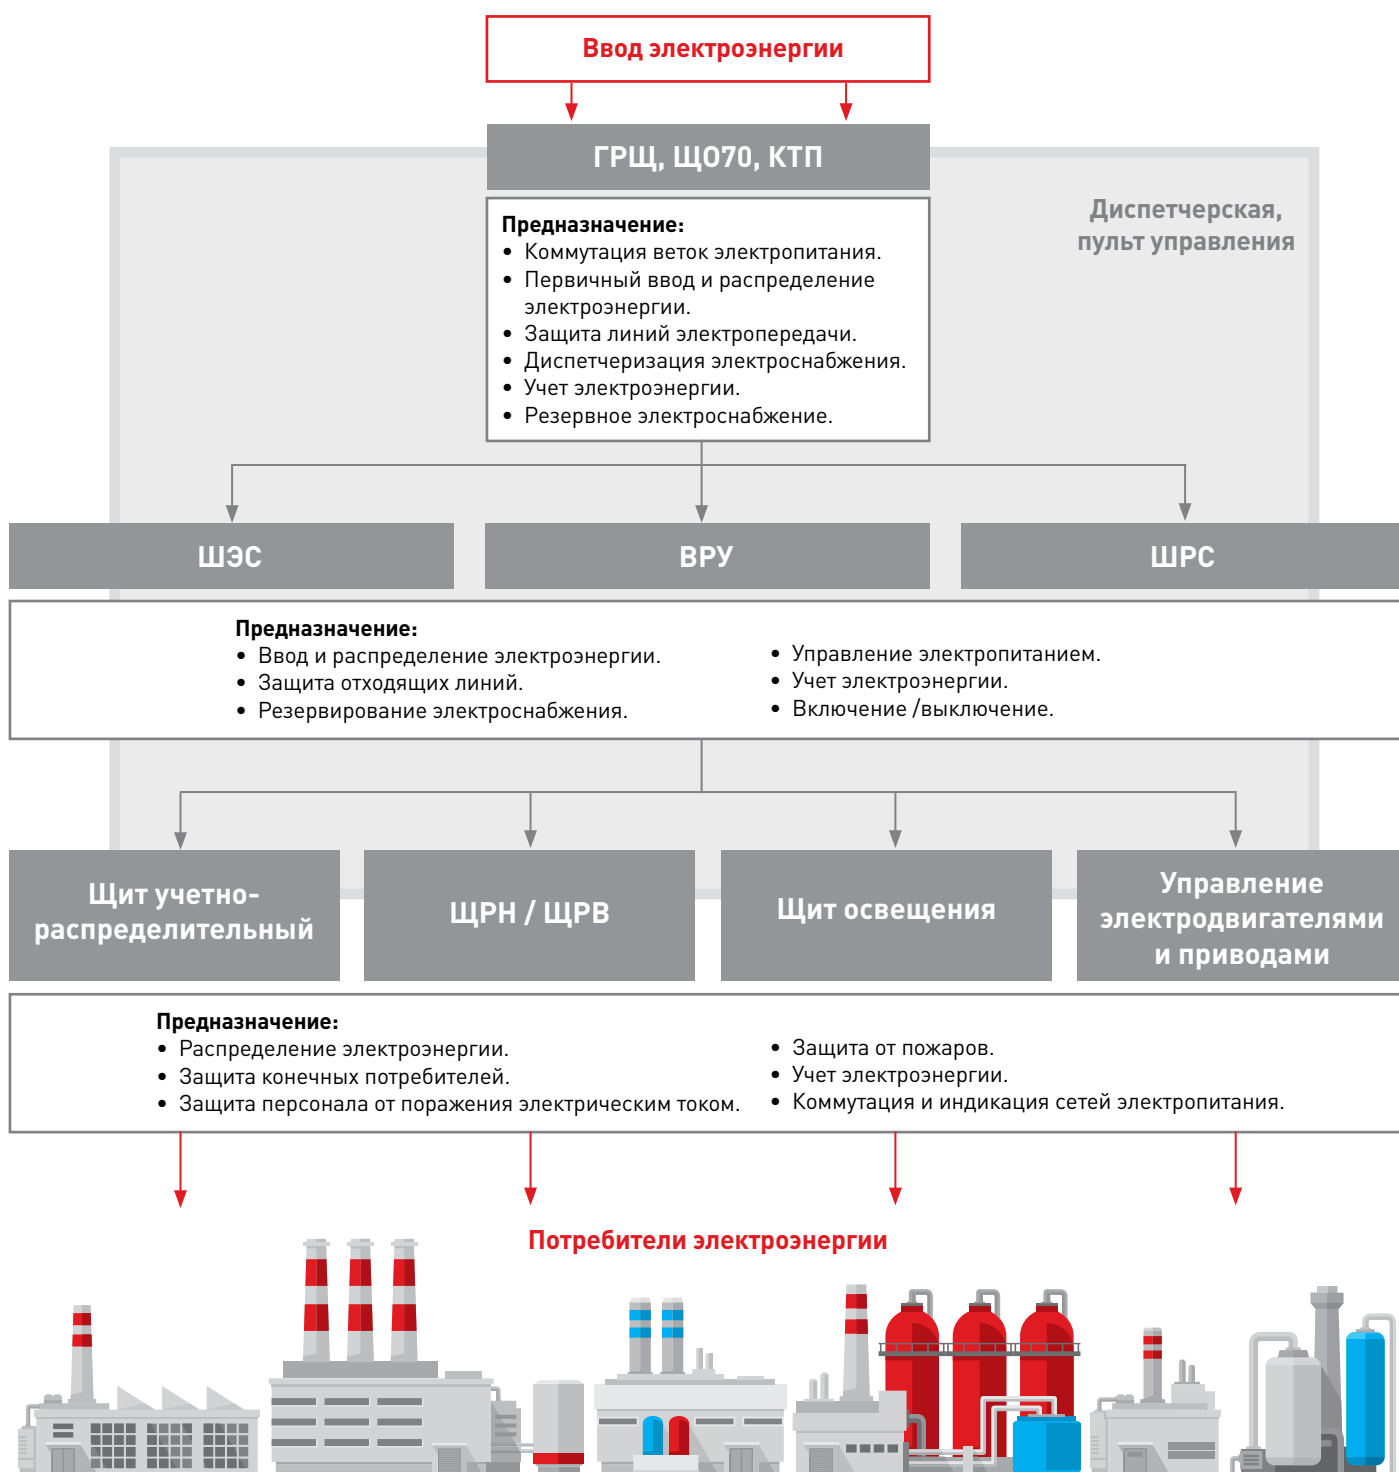 Ввод электроэнергии
ГРЩ, ЩО70, КТП
Диспетчерская,
пульт управления
Предназначение:
• Коммутация веток электропитания.
• Первичный ввод и распределение
электроэнергии.
• Защита линий электропередачи.
• Диспетчеризация электроснабжения.
• Учет электроэнергии.
• Резервное электроснабжение.
ШЭС
ВРУ
ШРС
Предназначение:
• Ввод и распределение электроэнергии.
• Защита отходящих линий.
• Резервирование электроснабжения.
• Управление электропитанием.
• Учет электроэнергии.
• Включение /выключение.
Щит учетно-
распределительный
ЩРН / ЩРВ
Щит освещения
Управление
электродвигателями
и приводами
Предназначение:
• Распределение электроэнергии.
• Защита конечных потребителей.
• Защита персонала от поражения электрическим током.
• Защита от пожаров.
• Учет электроэнергии.
• Коммутация и индикация сетей электропитания.
Потребители электроэнергии